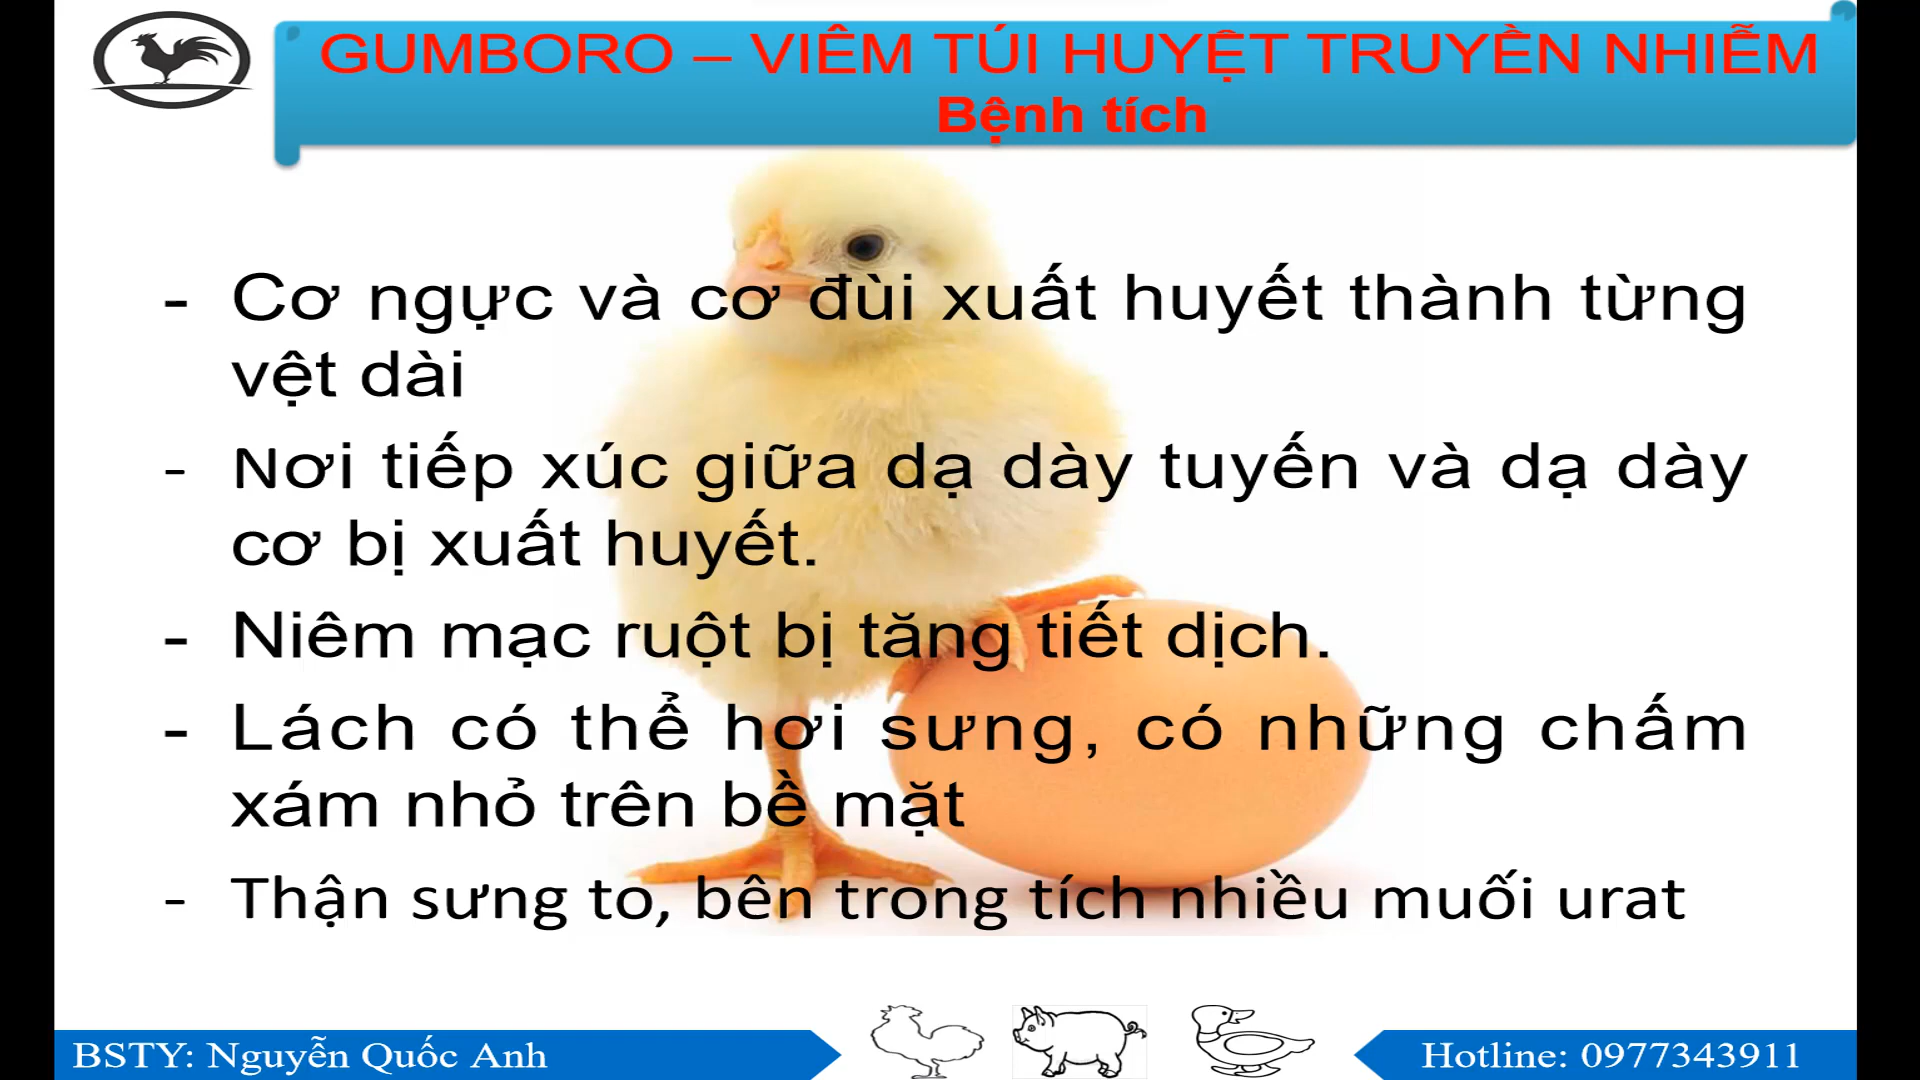 GUMBORO – VIÊM TÚI HUYỆT TRUYỀN NHIỄM
Bệnh tích
- Cơ ngực và cơ đùi xuất huyết thành từng
vệt dài
- Nơi tiếp xúc giữa dạ dày tuyến và dạ dày
cơ bị xuất huyết.
- Niêm mạc ruột bị tăng tiết dịch.
- Lách có thể hơi sưng, có những chấm
xám nhỏ trên bề mặt
- Thận sưng to, bên trong tích nhiều muối urat
BSTY: Nguyễn Quốc Anh
Hotline: 0977343911